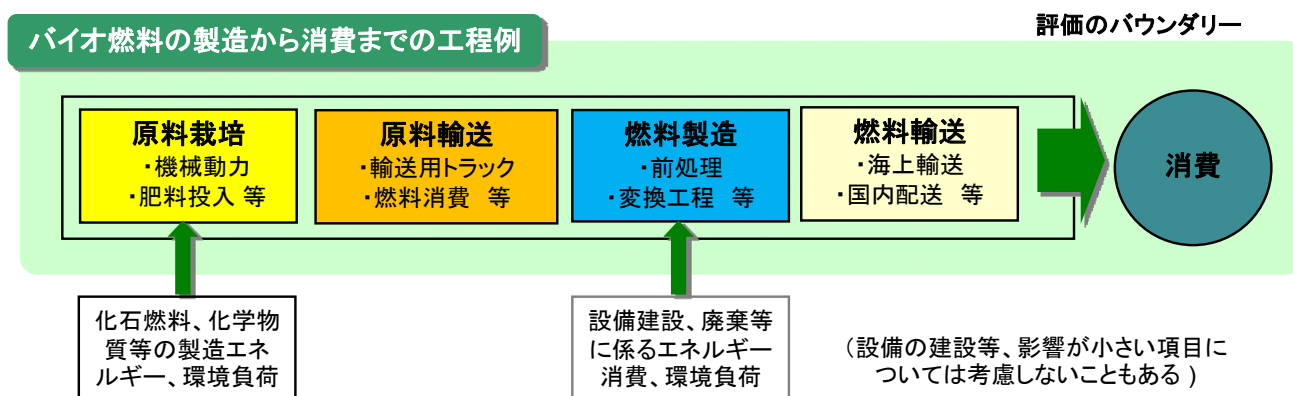 評価のバウンダリー
バイオ燃料の製造から消費までの工程例
原料栽培
・機械動力
・肥料投入 等
原料輸送
・輸送用トラック
・燃料消費 等
燃料製造
・前処理
・変換工程 等
燃料輸送
・海上輸送
・国内配送 等
消費
化石燃料、化学物
質等の製造エネ
ルギー、環境負荷
設備建設、廃棄等
に係るエネルギー
消費、環境負荷
（設備の建設等、影響が小さい項目に
ついては考慮しないこともある )